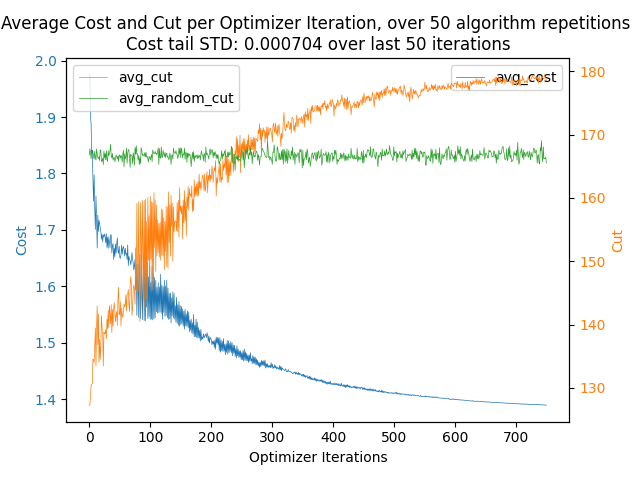 Average Cost and Cut per Optimizer Iteration, over 50 algorithm repetitions
Cost tail STD: 0.000704 over last 50 iterations
avg_cut
avg_random_cut
avg_cost
2.0
1.9
1.8
1.7
1.6
1.5
1.4
Cost
180
170
160
150
140
130
Cut
0
100
200
300
400
500
600
700
Optimizer Iterations